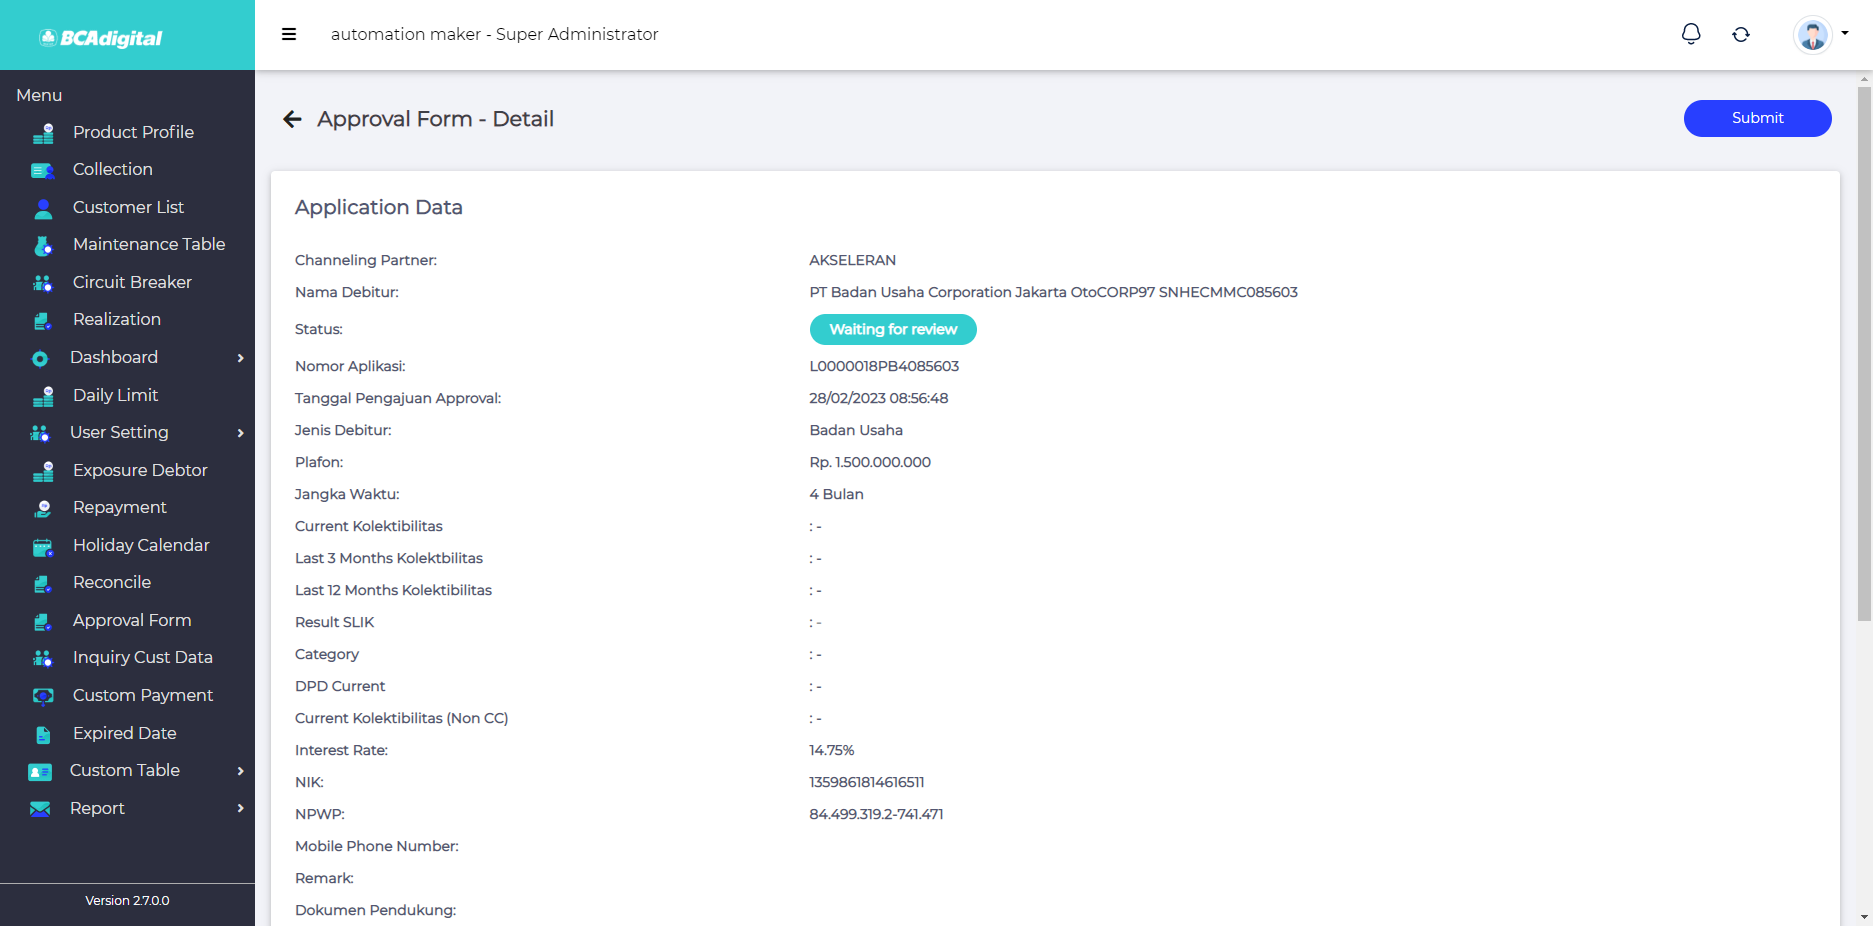 BCAdigital
automation maker - Super Administrator
Menu
Product Profile
Collection
Customer List
Maintenance Table
Circuit Breaker
Realization
Dashboard
Daily Limit
User Setting
Exposure Debtor
Repayment
Holiday Calendar
Reconcile
Approval Form
Inquiry Cust Data
Custom Payment
Expired Date
Custom Table
Report
Version 2.7.0.0
Approval Form - Detail
Submit
Application Data
Channeling Partner: AKSELERAN
Nama Debitur: PT Badan Usaha Corporation Jakarta OtoCORP97 SNHECMMC085603
Status: Waiting for review
Nomor Aplikasi: L0000018PB4085603
Tanggal Pengajuan Approval: 28/02/2023 08:56:48
Jenis Debitur: Badan Usaha
Plafon: Rp. 1.500.000.000
Jangka Waktu: 4 Bulan
Current Kolektibilitas : -
Last 3 Months Kolektbilitas : -
Last 12 Months Kolektibilitas : -
Result SLIK : -
Category : -
DPD Current : -
Current Kolektibilitas (Non CC) : -
Interest Rate: 14.75%
NIK: 1359861814616511
NPWP: 84.499.319.2-741.471
Mobile Phone Number:
Remark:
Dokumen Pendukung: